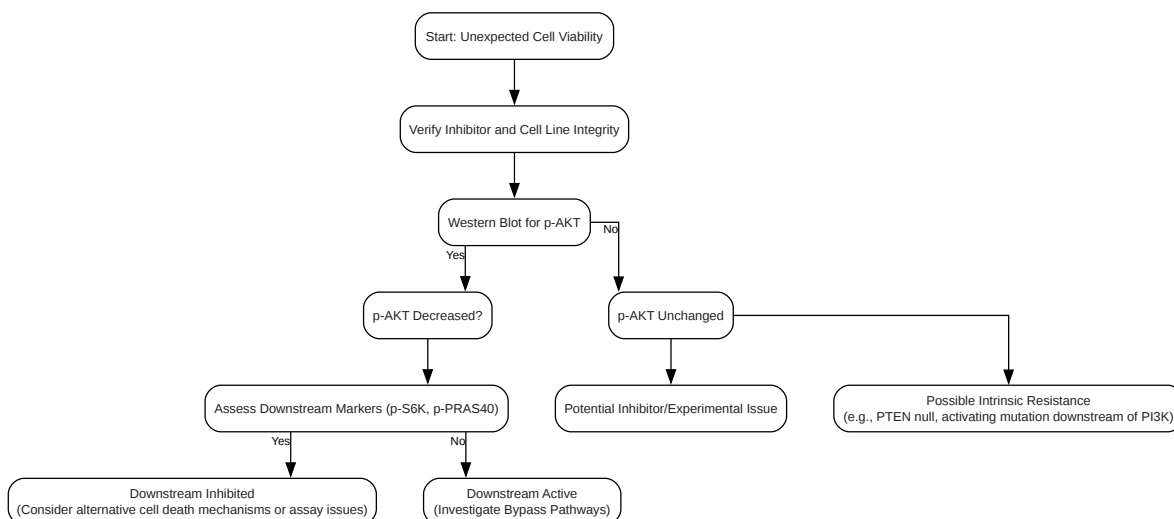 Start: Unexpected Cell Viability
Verify Inhibitor and Cell Line Integrity
Western Blot for p-AKT
Yes
No
p-AKT Decreased?
p-AKT Unchanged
Assess Downstream Markers (p-S6K, p-PRAS40)
Potential Inhibitor/Experimental Issue
Possible Intrinsic Resistance
(e.g., PTEN null, activating mutation downstream of PI3K)
Yes
No
Downstream Inhibited
(Consider alternative cell death mechanisms or assay issues)
Downstream Active
(Investigate Bypass Pathways)